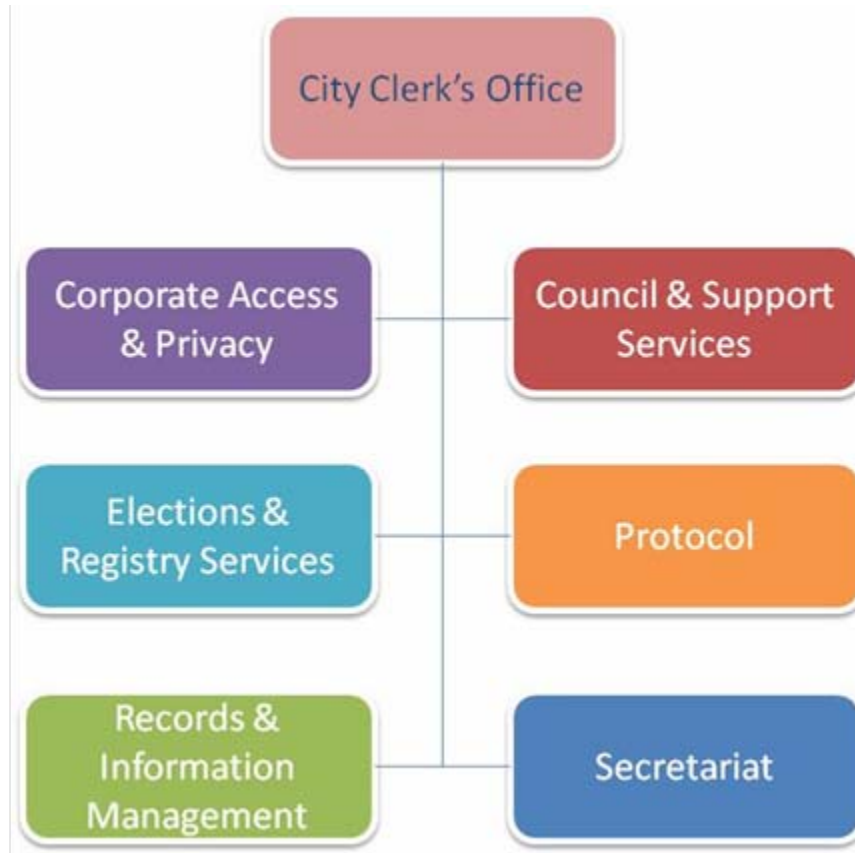 City Clerk’s Office
Corporate Access
& Privacy
Council & Support
Services
Elections &
Registry Services
Protocol
Records &
Information
Management
Secretariat